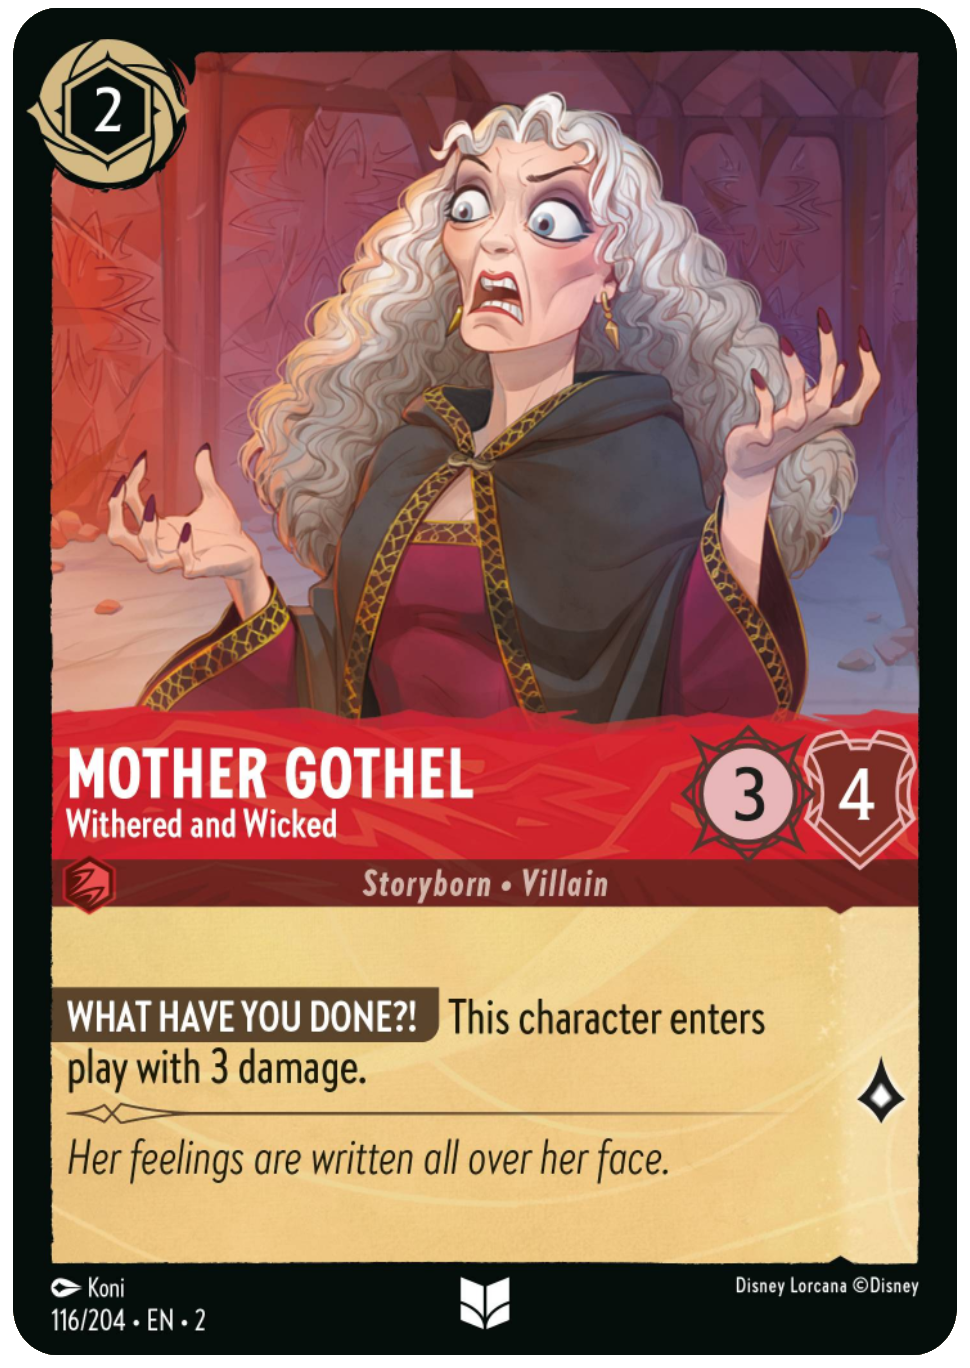 2
MOTHER GOTHEL
Withered and Wicked
3
4
Storyborn • Villain
WHAT HAVE YOU DONE?! This character enters
play with 3 damage.
Her feelings are written all over her face.
Koni
Disney Lorcana ©Disney
116/204 • EN • 2